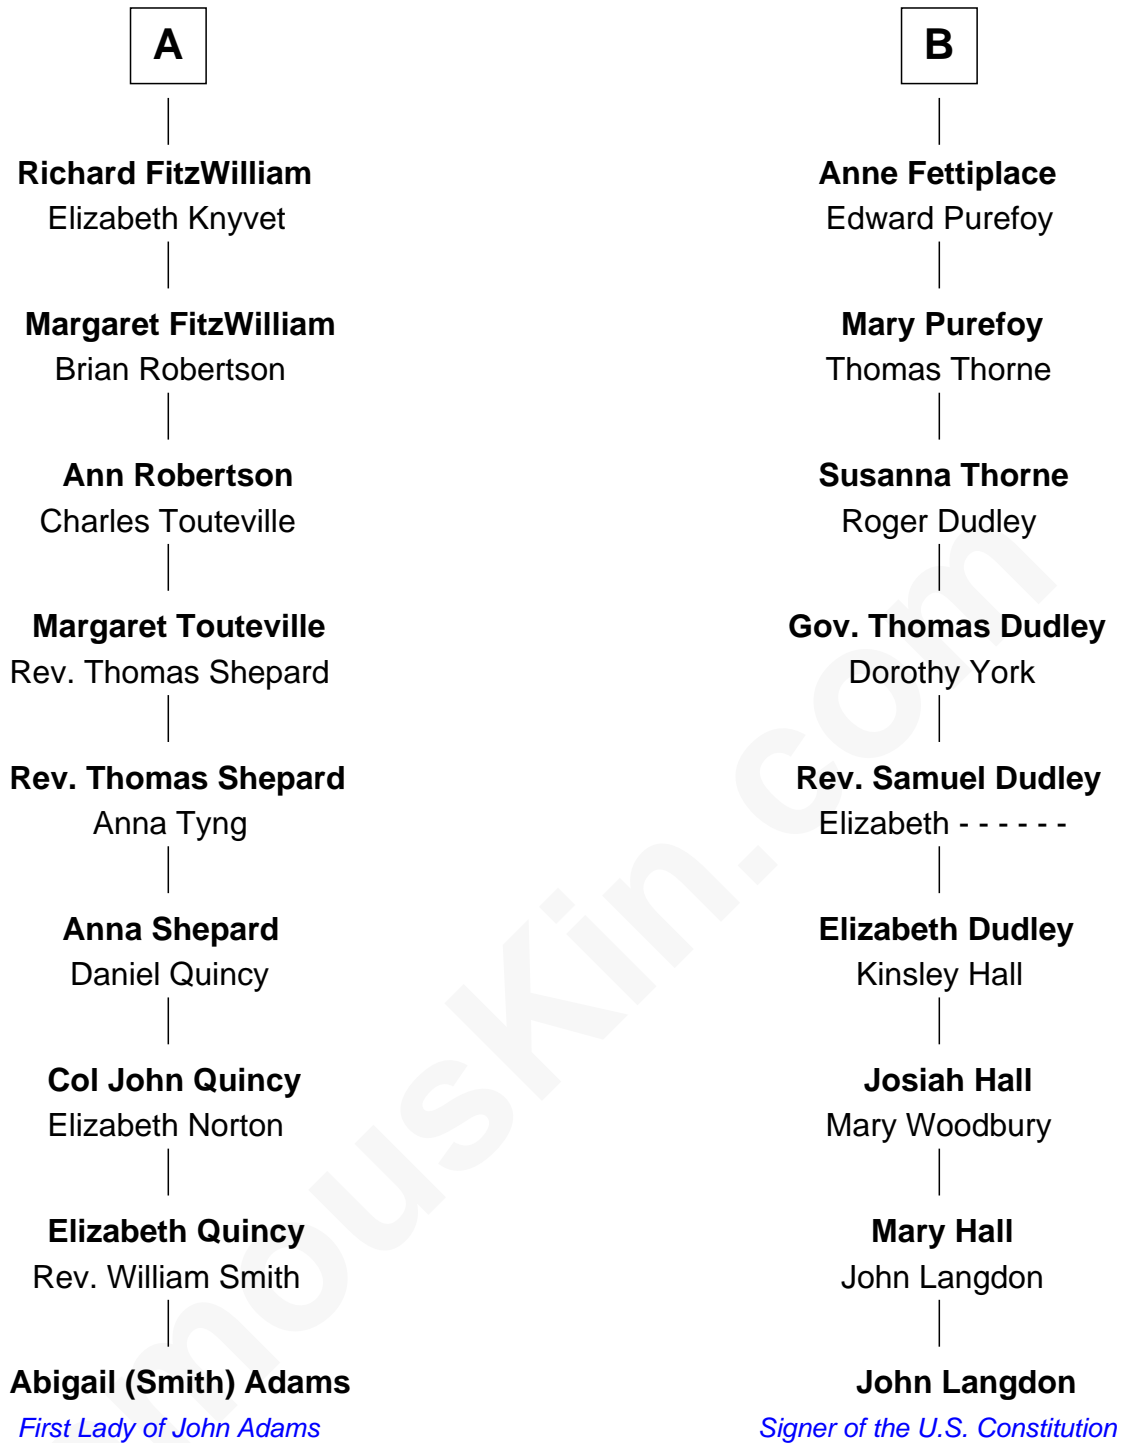 A
Richard FitzWilliam
Elizabeth Knyvet
Margaret FitzWilliam
Brian Robertson
Ann Robertson
Charles Touteville
Margaret Touteville
Rev. Thomas Shepard
Rev. Thomas Shepard
Anna Tyng
Anna Shepard
Daniel Quincy
Col John Quincy
Elizabeth Norton
Elizabeth Quincy
Rev. William Smith
Abigail (Smith) Adams
First Lady of John Adams
B
Anne Fettiplace
Edward Purefoy
Mary Purefoy
Thomas Thorne
Susanna Thorne
Roger Dudley
Gov. Thomas Dudley
Dorothy York
Rev. Samuel Dudley
Elizabeth - - - - - -
Elizabeth Dudley
Kinsley Hall
Josiah Hall
Mary Woodbury
Mary Hall
John Langdon
John Langdon
Signer of the U.S. Constitution
mousKin.com